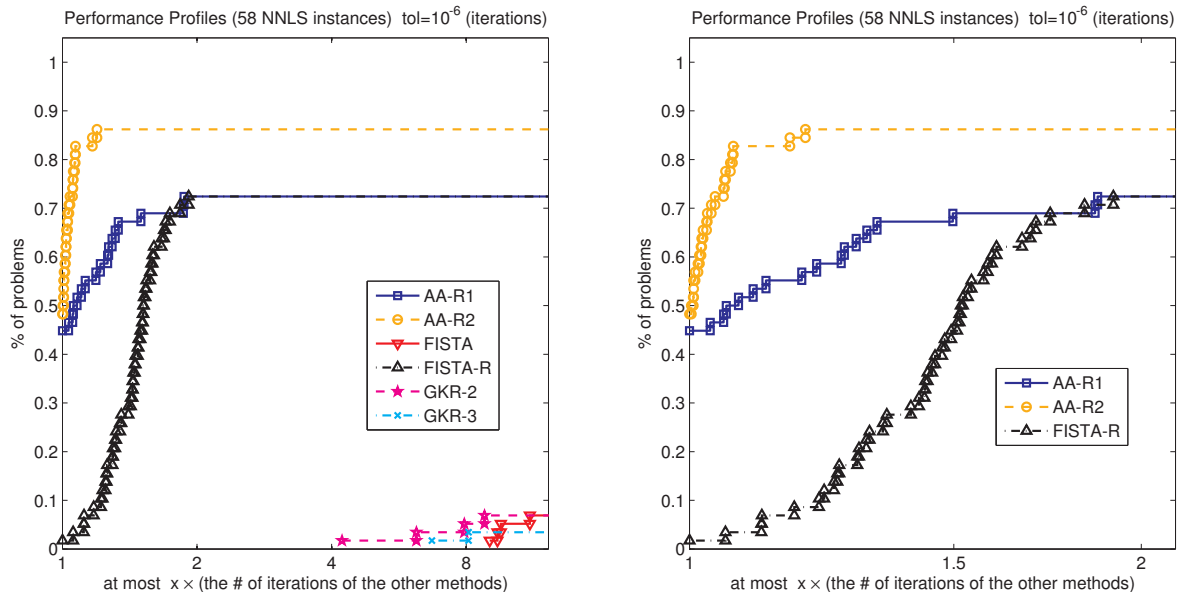 Performance Profiles (58 NNLS instances) tol=10^-6 (iterations)
1
0.9
0.8
0.7
0.6
0.5
0.4
0.3
0.2
0.1
0
% of problems
AA-R1
AA-R2
FISTA
FISTA-R
GKR-2
GKR-3
1
2
4
8
at most x × (the # of iterations of the other methods)
Performance Profiles (58 NNLS instances) tol=10^-6 (iterations)
1
0.9
0.8
0.7
0.6
0.5
0.4
0.3
0.2
0.1
0
% of problems
AA-R1
AA-R2
FISTA-R
1
1.5
2
at most x × (the # of iterations of the other methods)